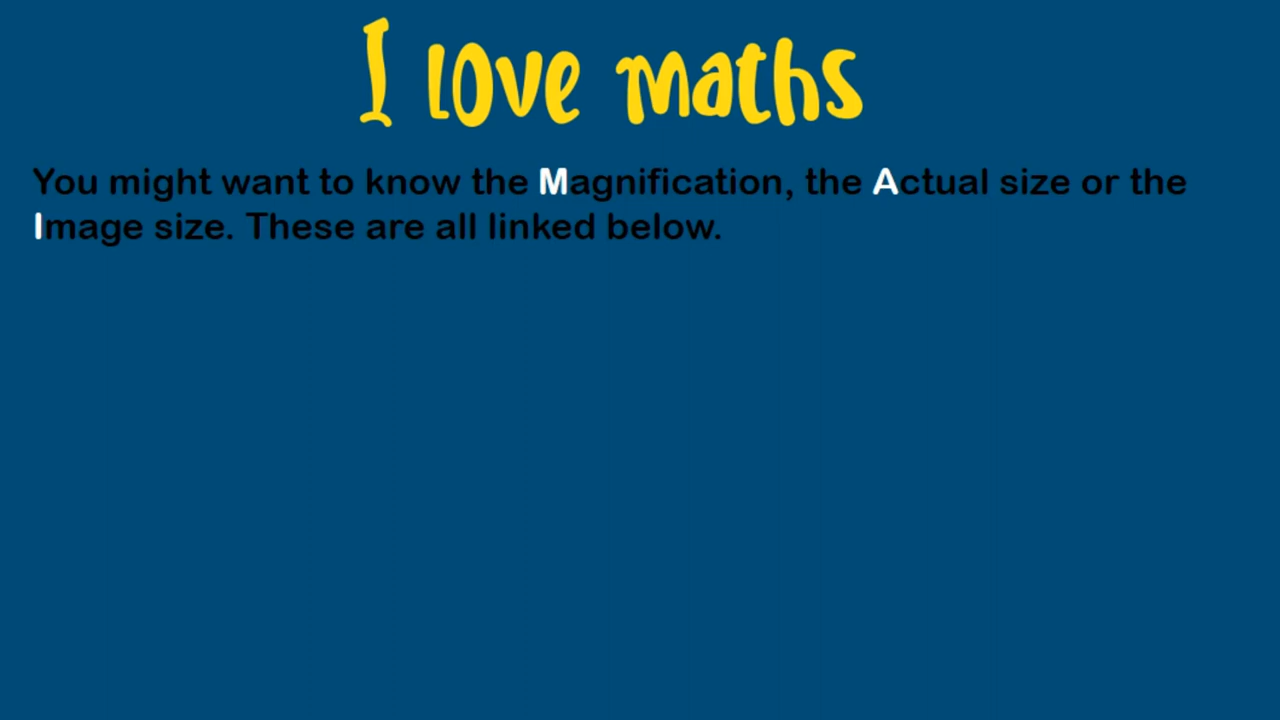 I love maths
You might want to know the Magnification, the Actual size or the
Image size. These are all linked below.